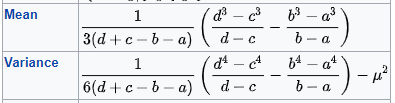 Mean 1/(3(d + c − b − a)) ( (d³ − c³)/(d − c) − (b³ − a³)/(b − a) )
Variance 1/(6(d + c − b − a)) ( (d⁴ − c⁴)/(d − c) − (b⁴ − a⁴)/(b − a) ) − μ²